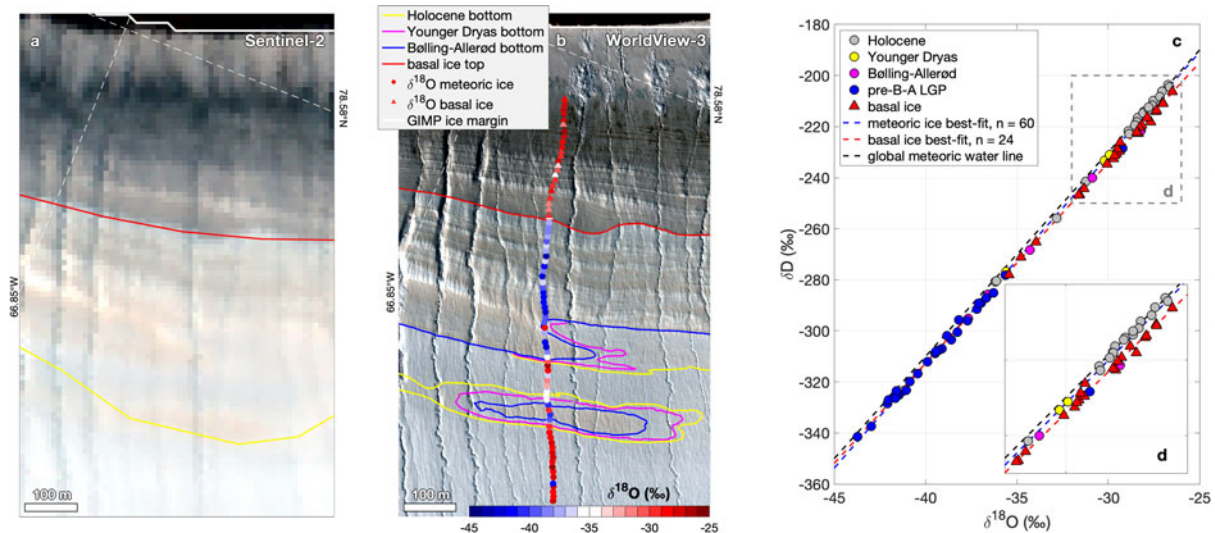 a
Sentinel-2
66.85°W
78.58°N
100 m
Holocene bottom
Younger Dryas bottom
Bølling-Allerød bottom
basal ice top
δ¹⁸O meteoric ice
δ¹⁸O basal ice
GIMP ice margin
b
WorldView-3
66.85°W
78.58°N
100 m
δ¹⁸O (‰)
-45 -40 -35 -30 -25
c
Holocene
Younger Dryas
Bølling-Allerød
pre-B-A LGP
basal ice
meteoric ice best-fit, n = 60
basal ice best-fit, n = 24
global meteoric water line
d
d
δD (‰)
-180
-200
-220
-240
-260
-280
-300
-320
-340
-360
-45 -40 -35 -30 -25
δ¹⁸O (‰)